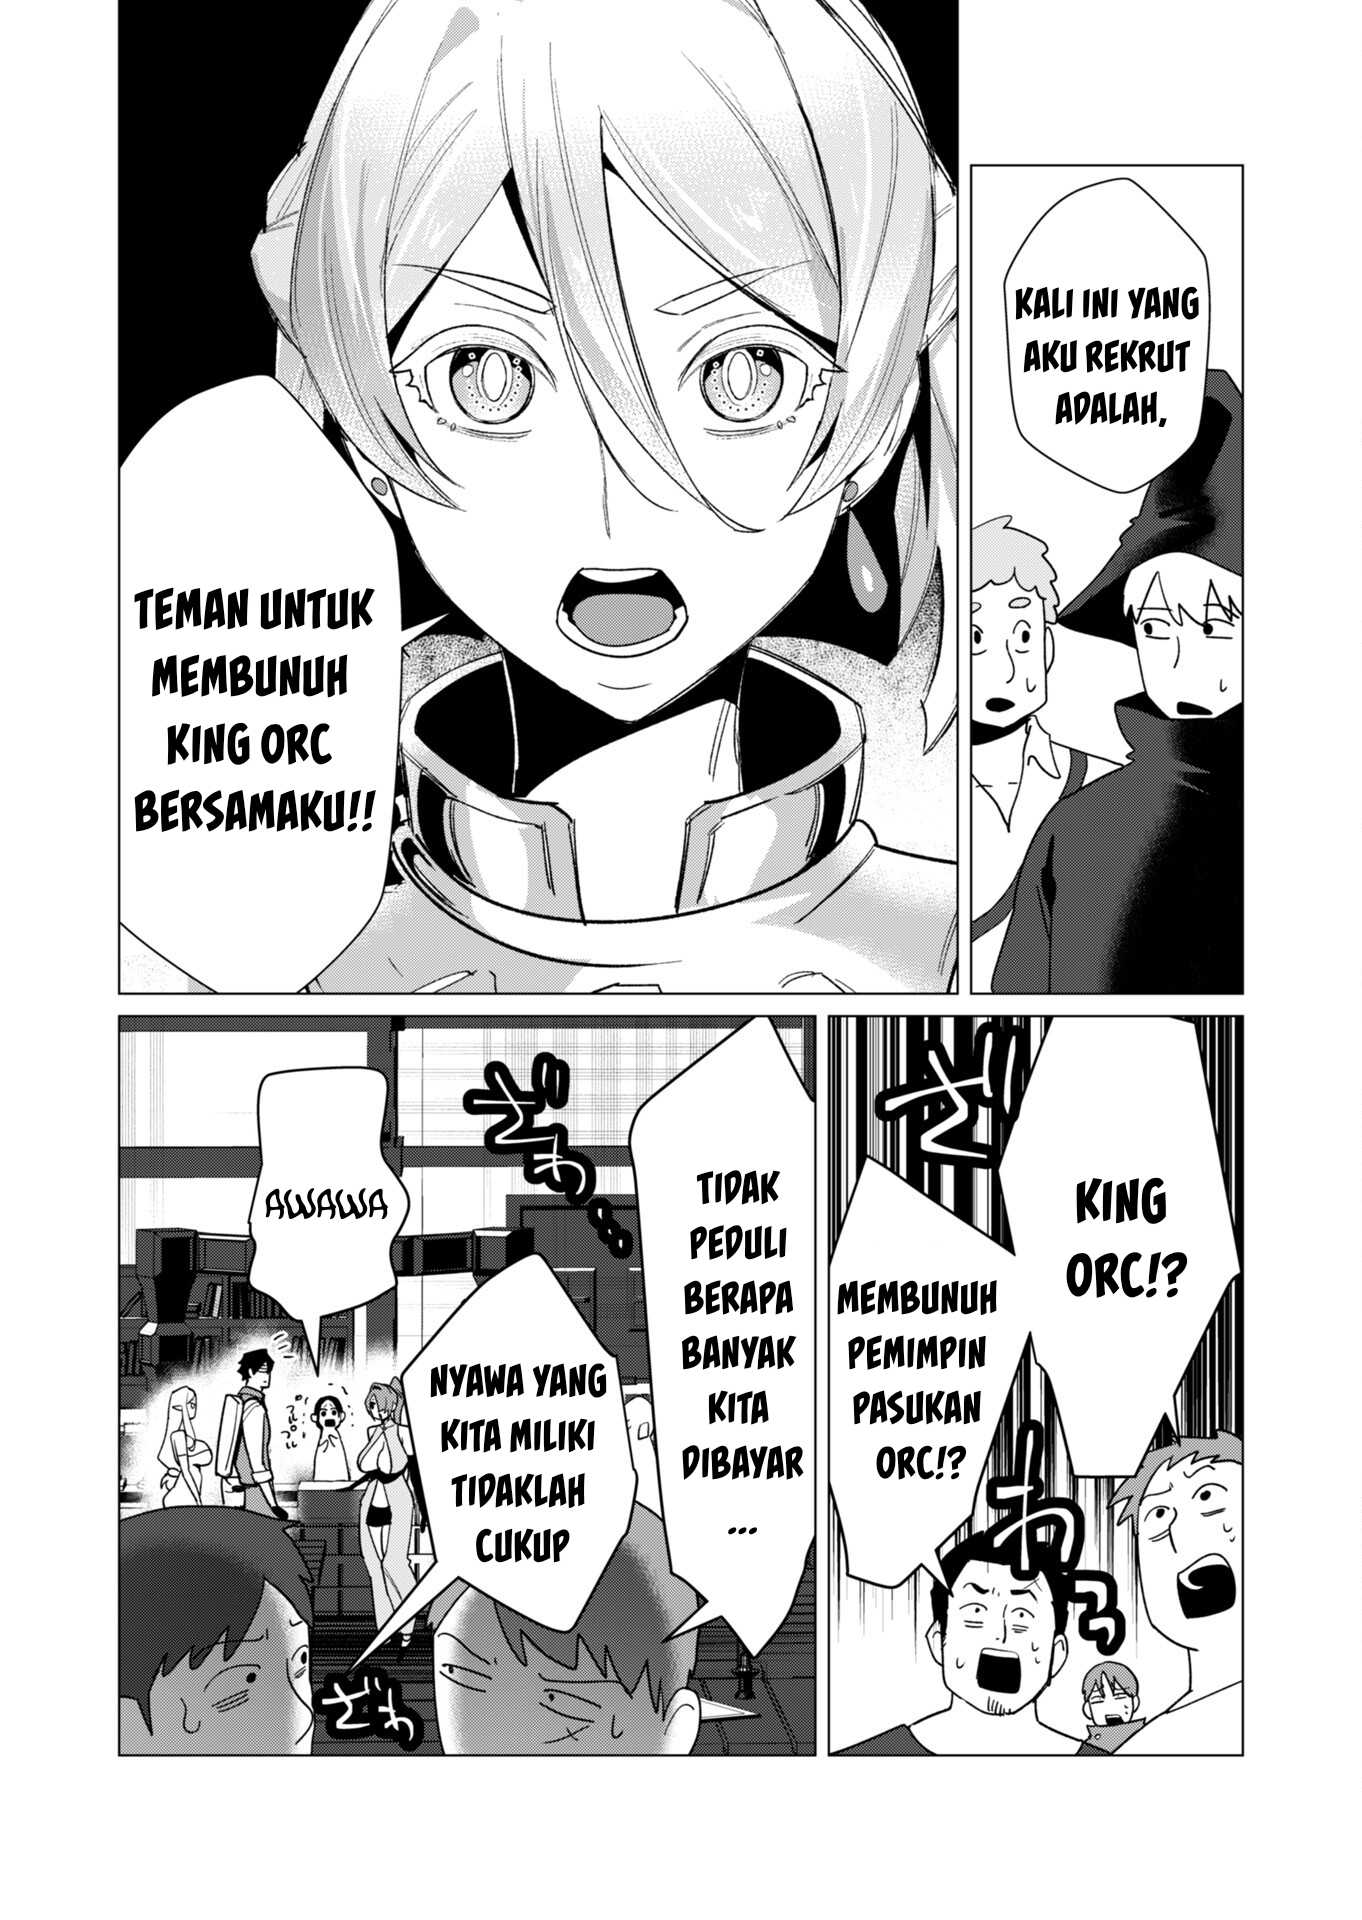 KALI INI YANG
AKU REKRUT
ADALAH,
TEMAN UNTUK
MEMBUNUH
KING ORC
BERSAMAKU!!
KING
ORC!?
MEMBUNUH
PEMIMPIN
PASUKAN
ORC!?
ざ
わっ
TIDAK
PEDULI
BERAPA
BANYAK
KITA
DIBAYAR
...
ざわ…
NYAWA YANG
KITA MILIKI
TIDAKLAH
CUKUP
AWAWA
ざわ